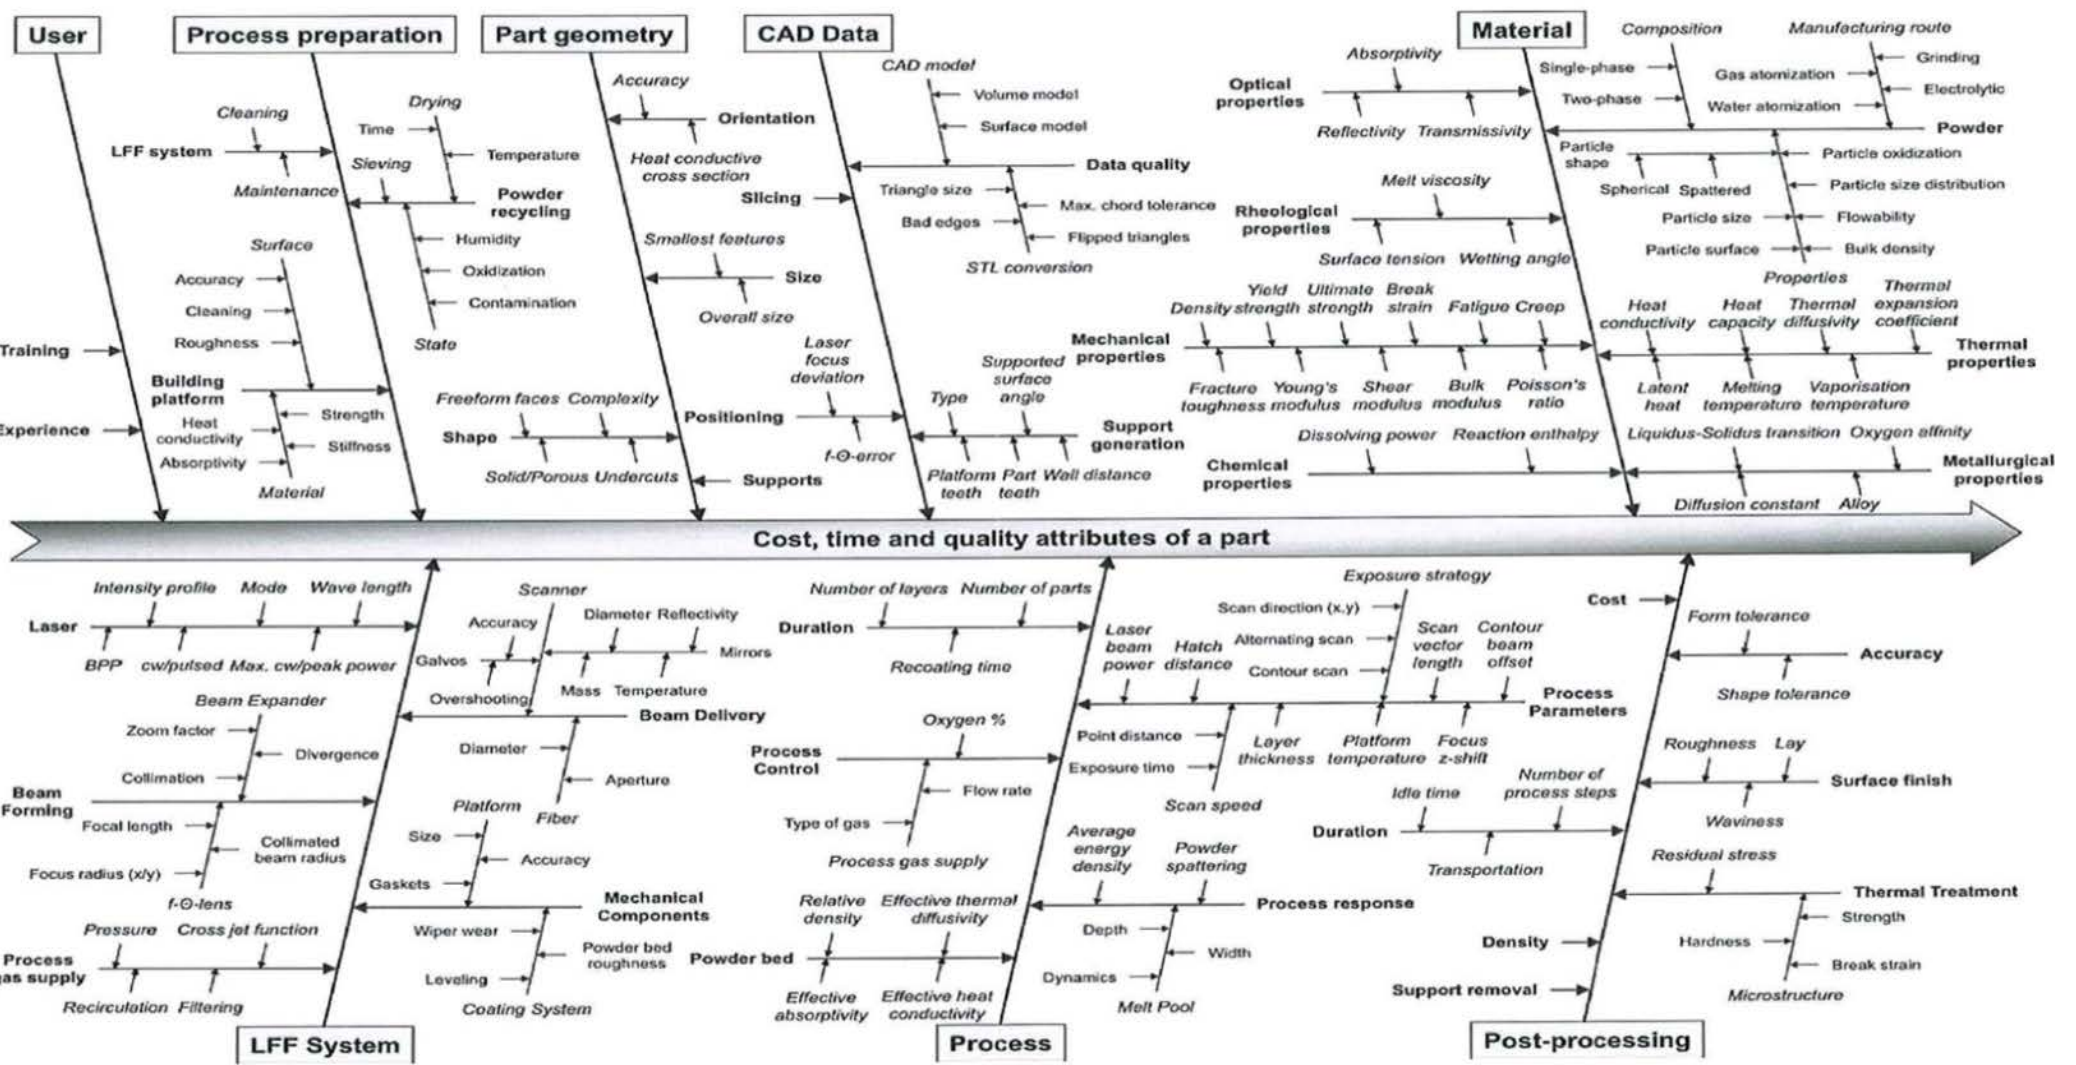 User
Process preparation
Part geometry
CAD Data
Material
Training
Experience
Cleaning
LFF system
Maintenance
Drying
Time
Temperature
Sieving
Powder
recycling
Humidity
Oxidization
Contamination
State
Surface
Accuracy
Cleaning
Roughness
Building
platform
Strength
Heat
conductivity
Stiffness
Absorptivity
Material
Accuracy
Orientation
Heat conductive
cross section
Smallest features
Size
Overall size
Freeform faces
Complexity
Shape
Solid/Porous
Undercuts
Supports
CAD model
Volume model
Surface model
Data quality
Triangle size
Max. chord tolerance
Bad edges
Flipped triangles
STL conversion
Slicing
Laser
focus
deviation
Positioning
f-Θ-error
Type
Supported
surface
angle
Support
generation
Platform
teeth
Part
teeth
Wall distance
Absorptivity
Optical
properties
Reflectivity
Transmissivity
Melt viscosity
Rheological
properties
Surface tension
Wetting angle
Density
Yield
strength
Ultimate
strength
Break
strain
Fatigue
Creep
Mechanical
properties
Fracture
toughness
Young's
modulus
Shear
modulus
Bulk
modulus
Poisson's
ratio
Dissolving power
Reaction enthalpy
Chemical
properties
Composition
Single-phase
Two-phase
Manufacturing route
Grinding
Gas atomization
Electrolytic
Water atomization
Powder
Particle
shape
Spherical
Spattered
Particle oxidization
Particle size distribution
Particle size
Flowability
Particle surface
Bulk density
Properties
Heat
conductivity
Heat
capacity
Thermal
diffusivity
Thermal
expansion
coefficient
Thermal
properties
Latent
heat
Melting
temperature
Vaporisation
temperature
Liquidus-Solidus transition
Oxygen affinity
Metallurgical
properties
Diffusion constant
Alloy
Cost, time and quality attributes of a part
Intensity profile
Mode
Wave length
Laser
BPP
cw/pulsed
Max. cw/peak power
Beam Expander
Zoom factor
Divergence
Collimation
Beam
Forming
Focal length
Collimated
beam radius
Focus radius (x/y)
f-Θ-lens
Pressure
Cross jet function
Process
gas supply
Recirculation
Filtering
Scanner
Accuracy
Galvos
Overshooting
Diameter
Reflectivity
Mirrors
Mass
Temperature
Beam Delivery
Diameter
Aperture
Fiber
Platform
Size
Accuracy
Gaskets
Mechanical
Components
Wiper wear
Powder bed
roughness
Leveling
Coating System
LFF System
Number of layers
Number of parts
Duration
Recoating time
Oxygen %
Process
Control
Flow rate
Type of gas
Process gas supply
Relative
density
Effective thermal
diffusivity
Powder bed
Effective
absorptivity
Effective heat
conductivity
Laser
beam
power
Hatch
distance
Exposure strategy
Scan direction (x,y)
Alternating scan
Contour scan
Scan
vector
length
Contour
beam
offset
Process
Parameters
Point distance
Exposure time
Scan speed
Layer
thickness
Platform
temperature
Focus
z-shift
Average
energy
density
Powder
spattering
Process response
Depth
Width
Dynamics
Melt Pool
Process
Cost
Idle time
Number of
process steps
Duration
Transportation
Density
Support removal
Form tolerance
Accuracy
Shape tolerance
Roughness
Lay
Surface finish
Waviness
Residual stress
Thermal Treatment
Strength
Hardness
Break strain
Microstructure
Post-processing